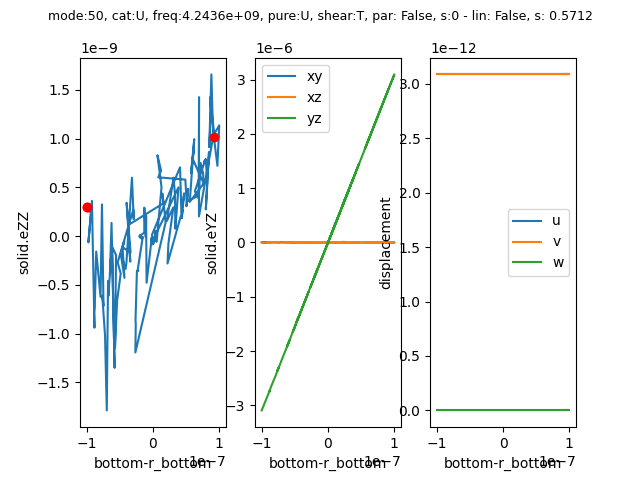 mode:50, cat:U, freq:4.2436e+09, pure:U, shear:T, par: False, s:0 - lin: False, s: 0.5712
1e−9
1.5
1.0
0.5
0.0
−0.5
−1.0
−1.5
solid.eZZ
−1
0
1
bottom-r_bottom
1e−7
1e−6
xy
xz
yz
3
2
1
0
−1
−2
−3
solid.eYZ
−1
0
1
bottom-r_bottom
1e−7
1e−12
3.0
2.5
2.0
1.5
1.0
0.5
0.0
displacement
u
v
w
−1
0
1
bottom-r_bottom
1e−7